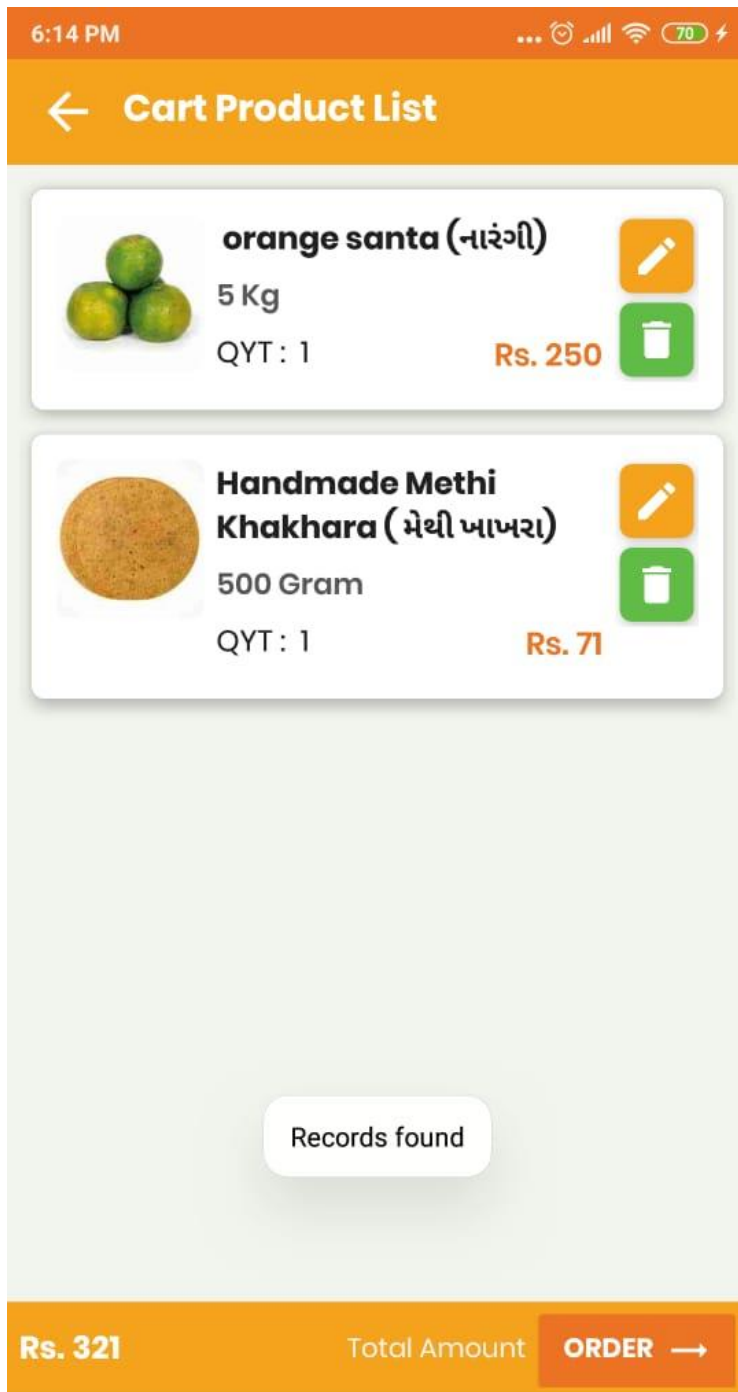 6:14 PM ... 70
Cart Product List
orange santa (નારંગી)
5 Kg
QYT : 1 Rs. 250
Handmade Methi
Khakhara ( મેથી ખાખરા)
500 Gram
QYT : 1 Rs. 71
Records found
Rs. 321 Total Amount ORDER →